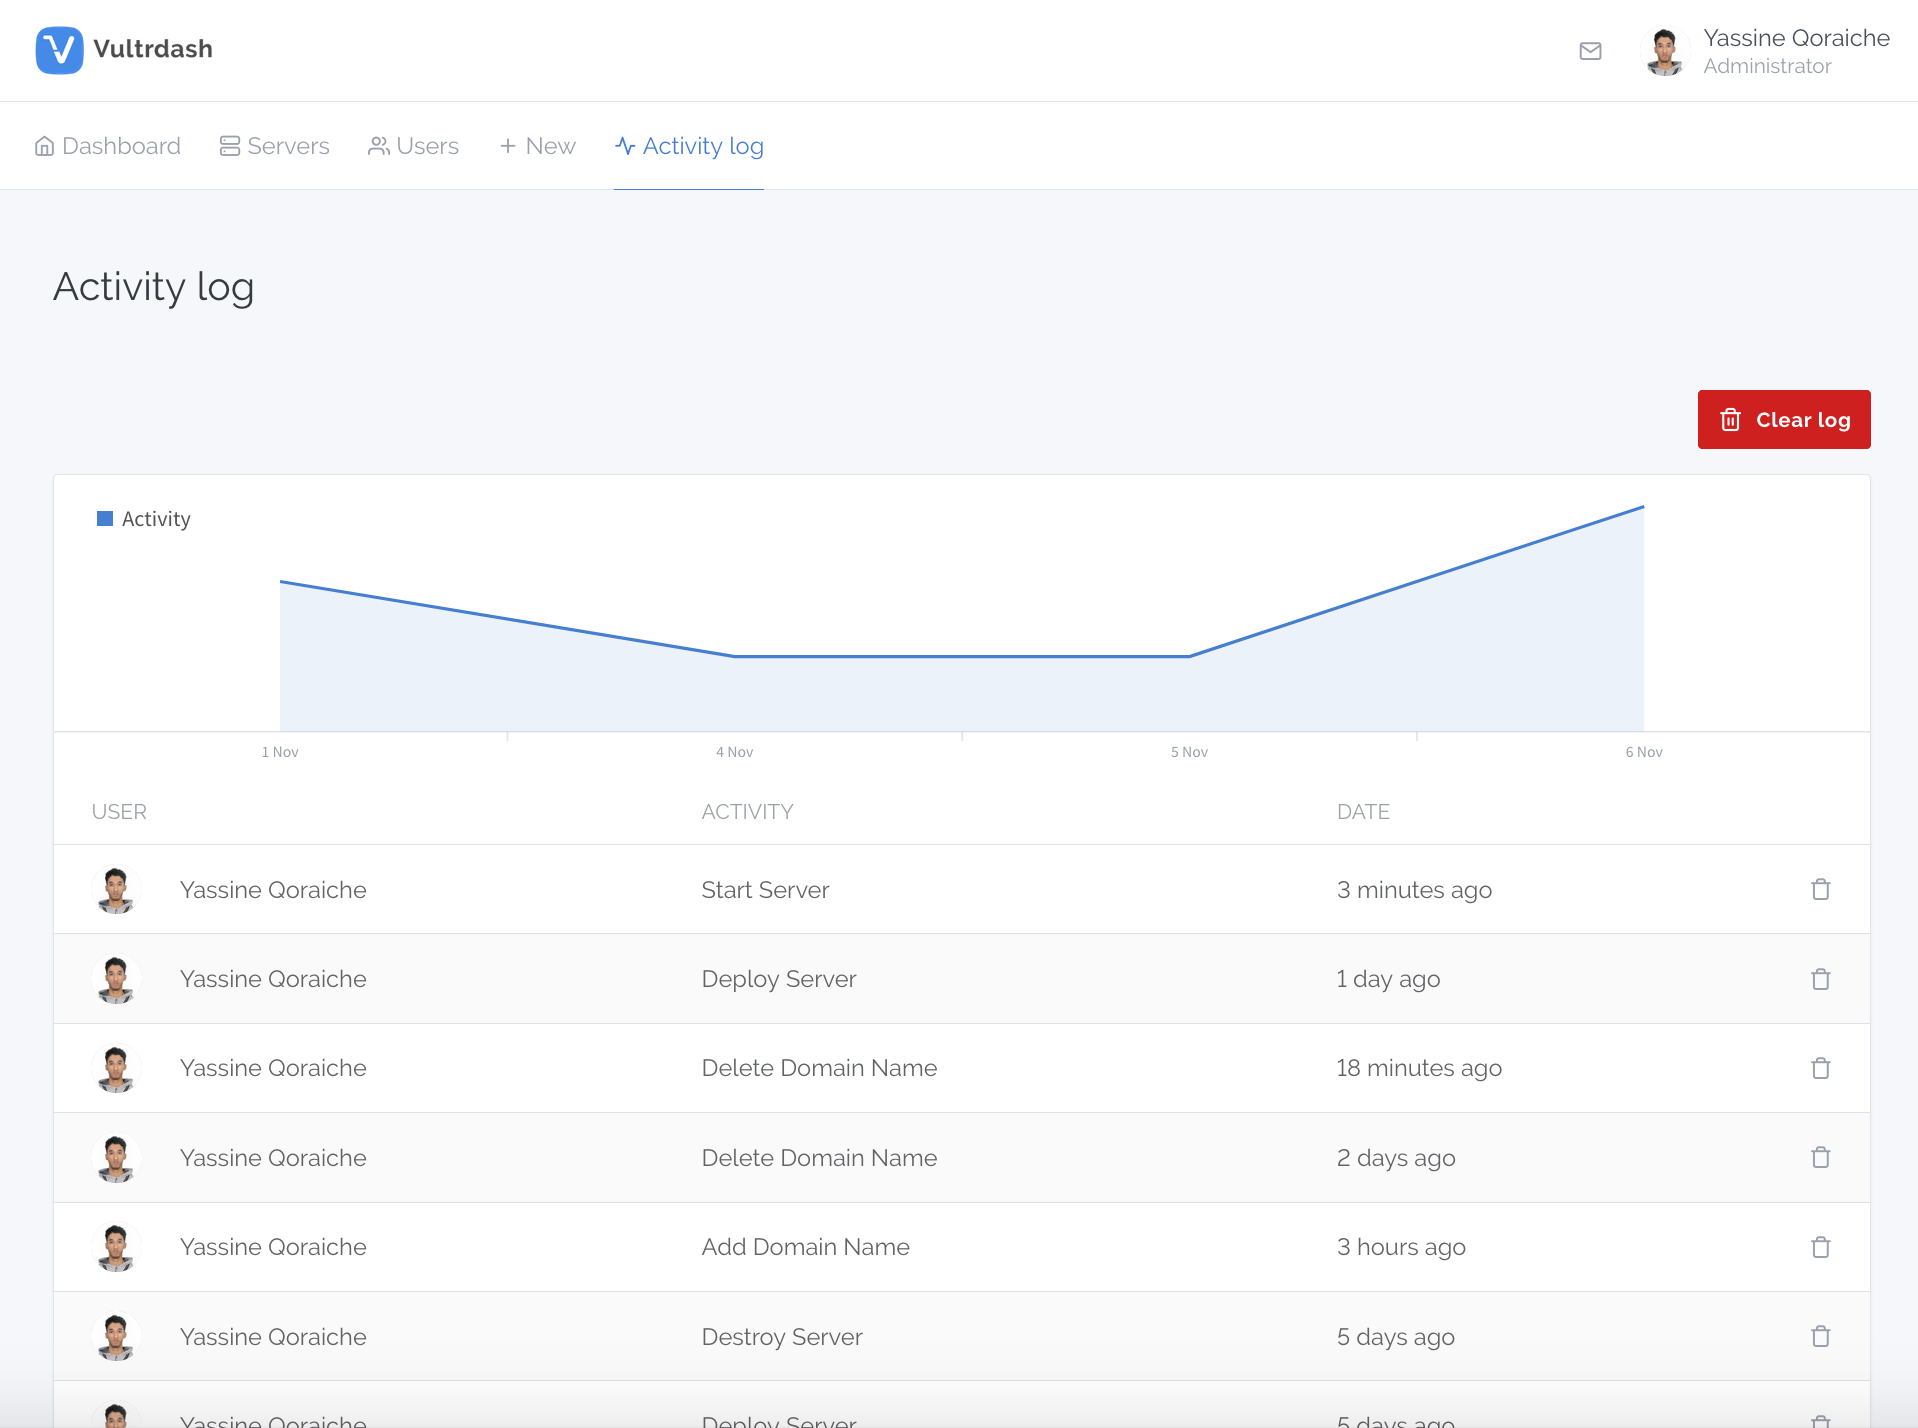 Vultrdash
Yassine Qoraiche
Administrator
Dashboard Servers Users + New Activity log
Activity log
Clear log
Activity
1 Nov 4 Nov 5 Nov 6 Nov
USER ACTIVITY DATE
Yassine Qoraiche Start Server 3 minutes ago
Yassine Qoraiche Deploy Server 1 day ago
Yassine Qoraiche Delete Domain Name 18 minutes ago
Yassine Qoraiche Delete Domain Name 2 days ago
Yassine Qoraiche Add Domain Name 3 hours ago
Yassine Qoraiche Destroy Server 5 days ago
Yassine Qoraiche Deploy Server 5 days ago